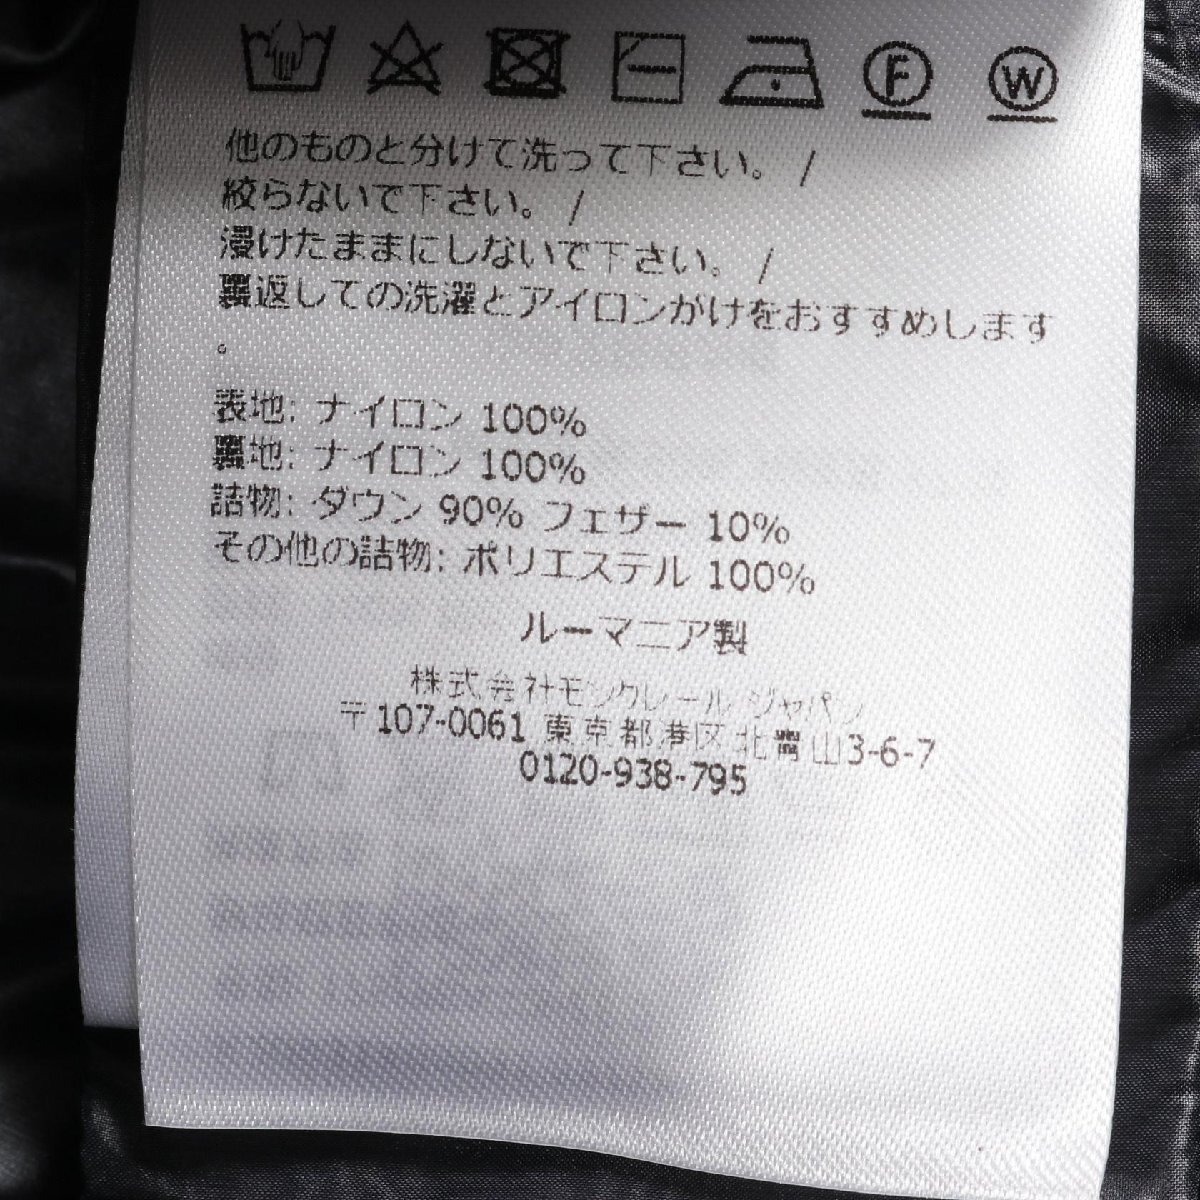 F W
他のものと分けて洗って下さい。 /
絞らないで下さい。 /
浸けたままにしないで下さい。 /
裏返しての洗濯とアイロンがけをおすすめします
。
表地: ナイロン 100%
裏地: ナイロン 100%
詰物: ダウン 90% フェザー 10%
その他の詰物: ポリエステル 100%
ルーマニア製
株式会社モンクレール ジャパン
〒107-0061 東京都港区北青山3-6-7
0120-938-795